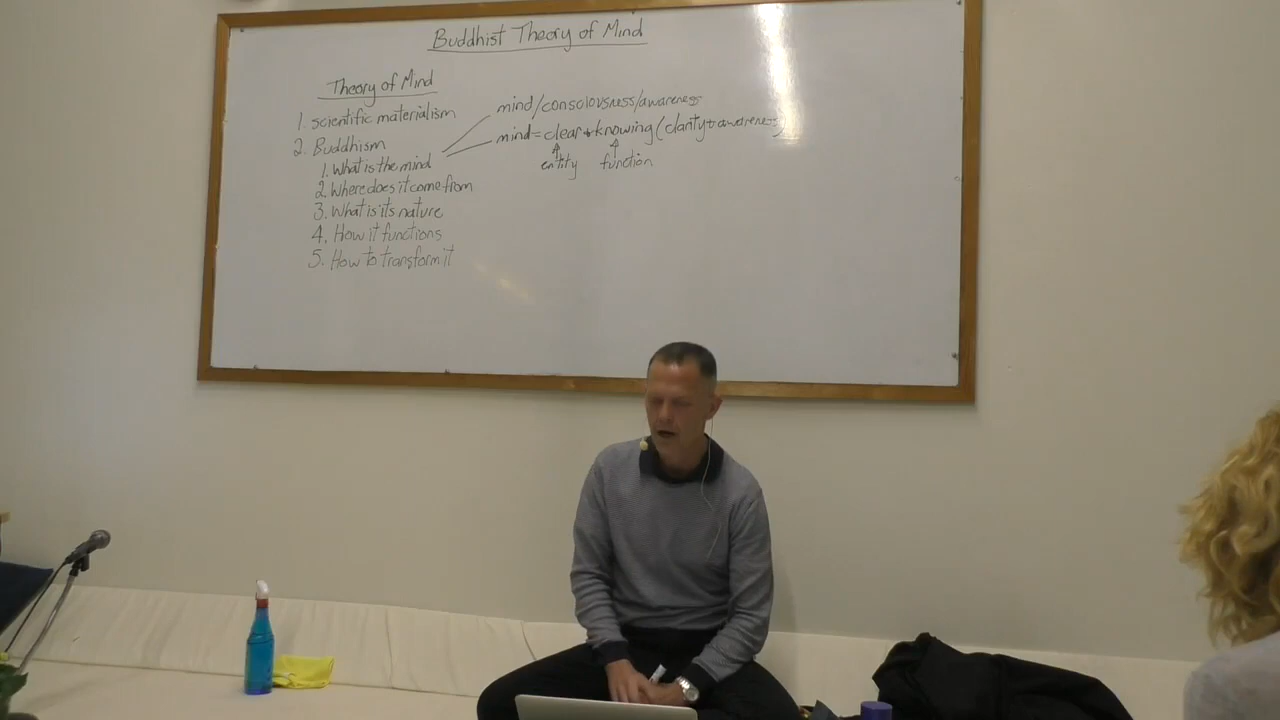 Buddhist Theory of Mind
Theory of Mind
1. scientific materialism
2. Buddhism
1. What is the mind
2. Where does it come from
3. What is its nature
4. How it functions
5. How to transform it
mind/consciousness/awareness
mind = clear + knowing (clarity + awareness)
entity function